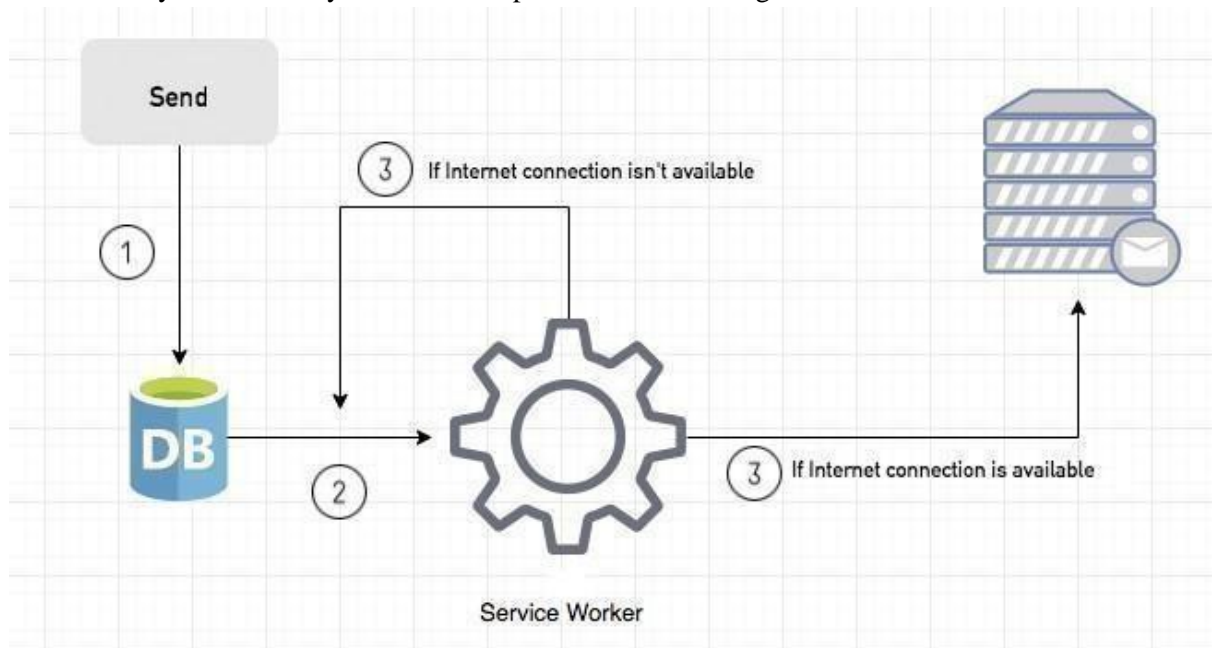 Send
3 If Internet connection isn't available
1
DB
2
3 If Internet connection is available
Service Worker